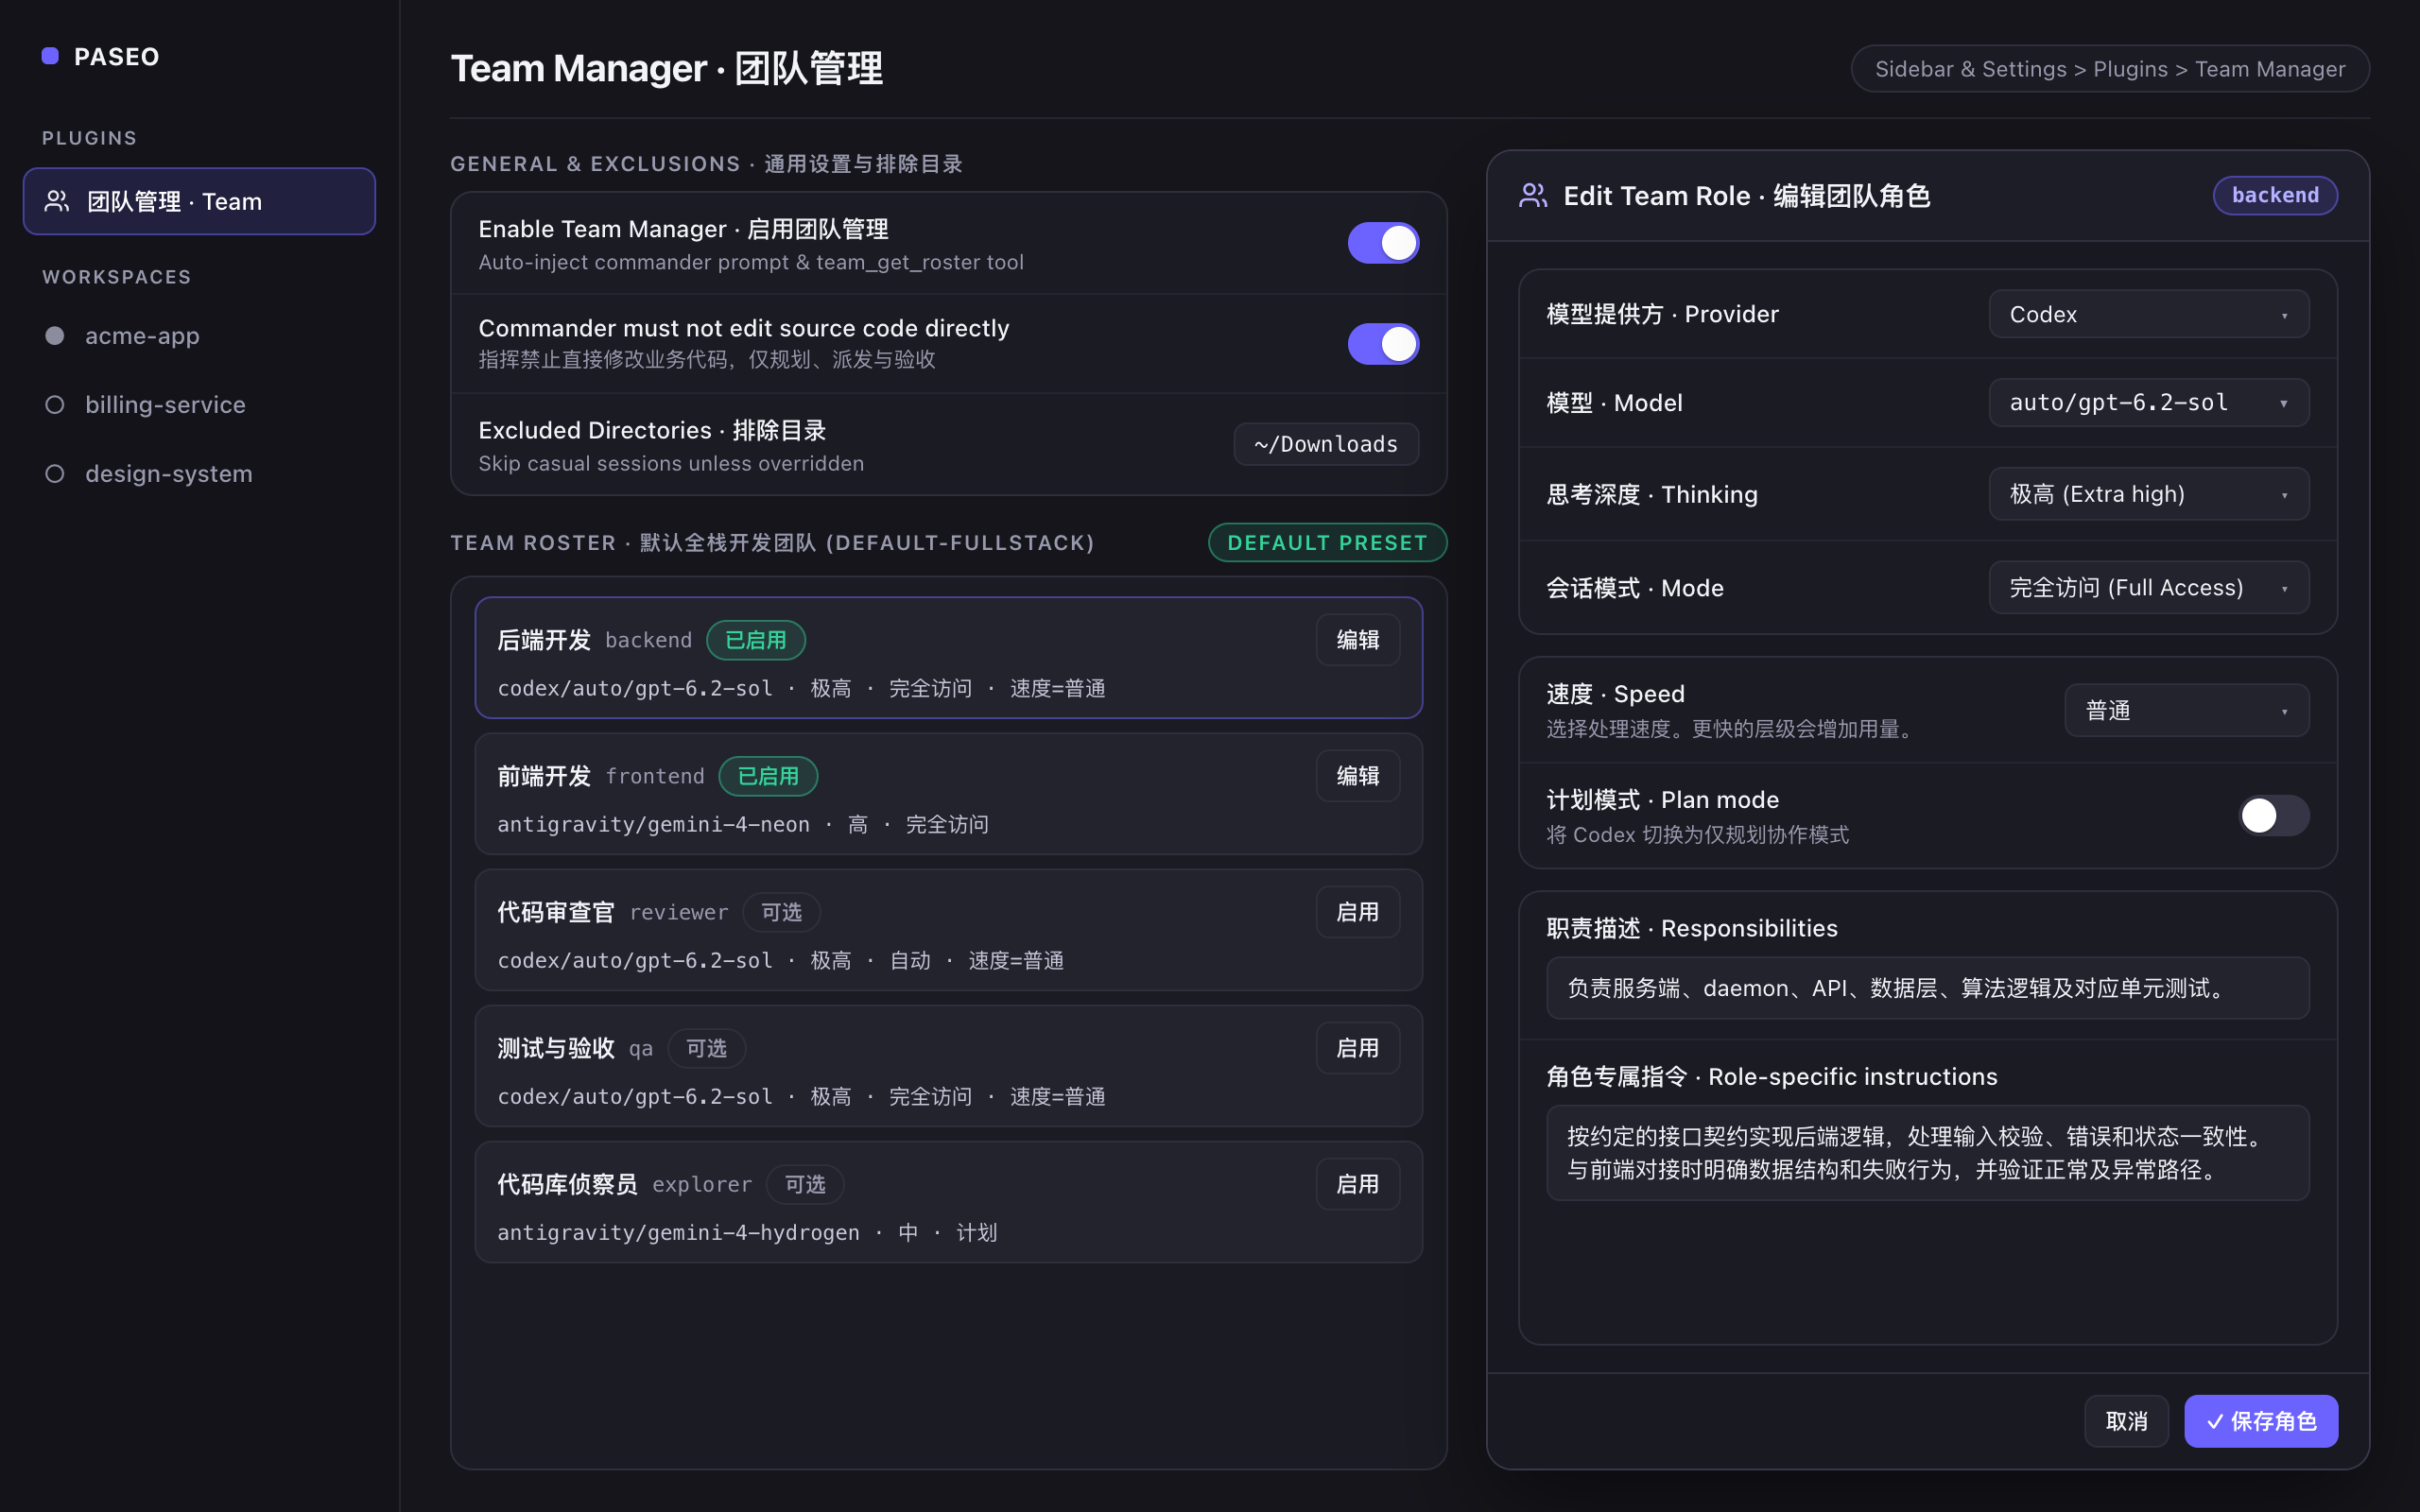 PASEO
PLUGINS
团队管理 · Team
WORKSPACES
acme-app
billing-service
design-system
Team Manager · 团队管理
Sidebar & Settings > Plugins > Team Manager
GENERAL & EXCLUSIONS · 通用设置与排除目录
Enable Team Manager · 启用团队管理
Auto-inject commander prompt & team_get_roster tool
Commander must not edit source code directly
指挥禁止直接修改业务代码，仅规划、派发与验收
Excluded Directories · 排除目录
Skip casual sessions unless overridden
~/Downloads
TEAM ROSTER · 默认全栈开发团队 (DEFAULT-FULLSTACK)
DEFAULT PRESET
后端开发 backend 已启用
编辑
codex/auto/gpt-6.2-sol · 极高 · 完全访问 · 速度=普通
前端开发 frontend 已启用
编辑
antigravity/gemini-4-neon · 高 · 完全访问
代码审查官 reviewer 可选
启用
codex/auto/gpt-6.2-sol · 极高 · 自动 · 速度=普通
测试与验收 qa 可选
启用
codex/auto/gpt-6.2-sol · 极高 · 完全访问 · 速度=普通
代码库侦察员 explorer 可选
启用
antigravity/gemini-4-hydrogen · 中 · 计划
Edit Team Role · 编辑团队角色
backend
模型提供方 · Provider
Codex
模型 · Model
auto/gpt-6.2-sol
思考深度 · Thinking
极高 (Extra high)
会话模式 · Mode
完全访问 (Full Access)
速度 · Speed
选择处理速度。更快的层级会增加用量。
普通
计划模式 · Plan mode
将 Codex 切换为仅规划协作模式
职责描述 · Responsibilities
负责服务端、daemon、API、数据层、算法逻辑及对应单元测试。
角色专属指令 · Role-specific instructions
按约定的接口契约实现后端逻辑，处理输入校验、错误和状态一致性。
与前端对接时明确数据结构和失败行为，并验证正常及异常路径。
取消
✓ 保存角色